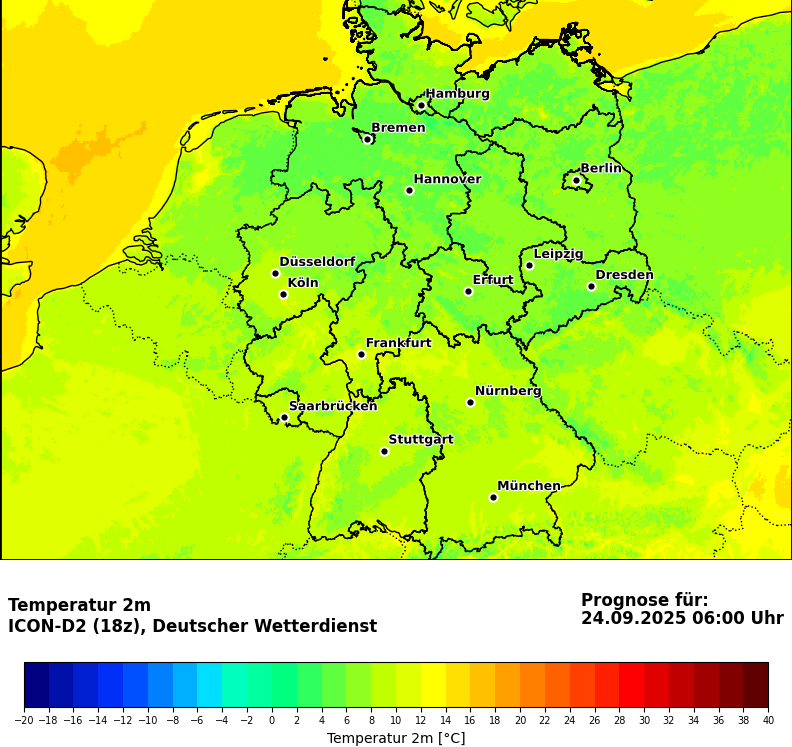 Hamburg
Bremen
Berlin
Hannover
Leipzig
Düsseldorf
Dresden
Köln
Erfurt
Frankfurt
Nürnberg
Saarbrücken
Stuttgart
München
Temperatur 2m
ICON-D2 (18z), Deutscher Wetterdienst
Prognose für:
24.09.2025 06:00 Uhr
−20 −18 −16 −14 −12 −10 −8 −6 −4 −2 0 2 4 6 8 10 12 14 16 18 20 22 24 26 28 30 32 34 36 38 40
Temperatur 2m [°C]